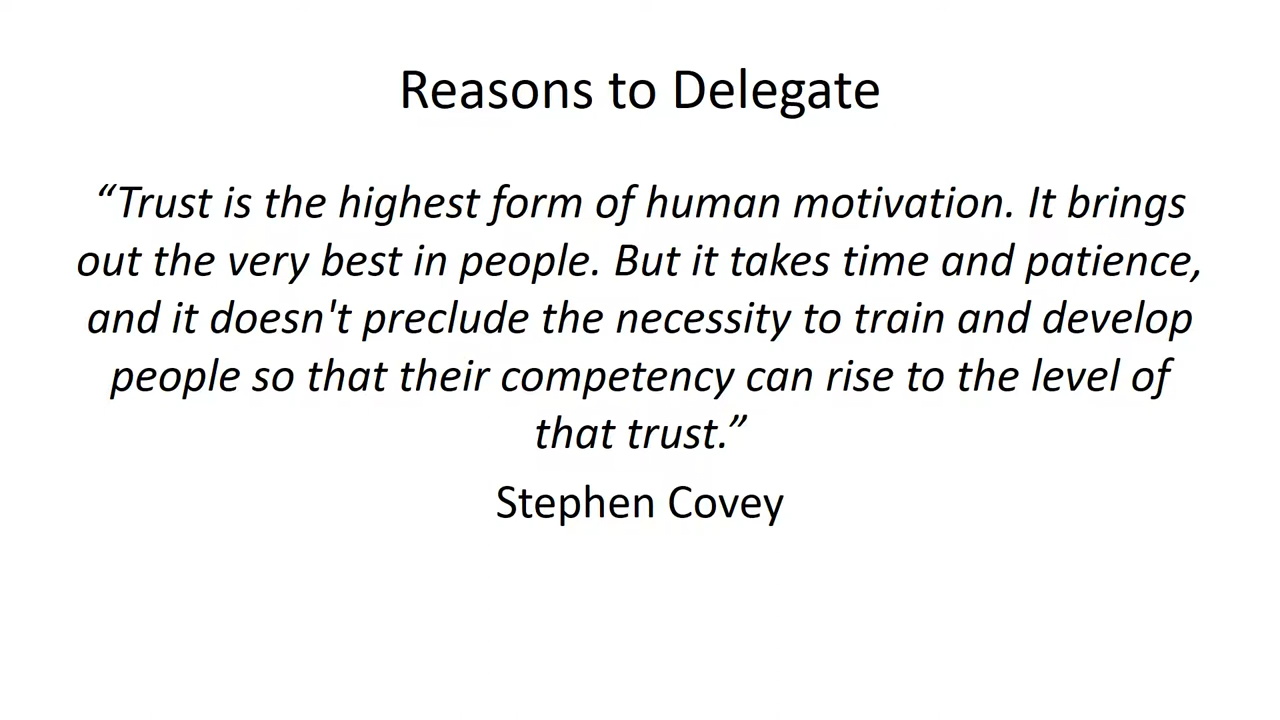 Reasons to Delegate
“Trust is the highest form of human motivation. It brings
out the very best in people. But it takes time and patience,
and it doesn't preclude the necessity to train and develop
people so that their competency can rise to the level of
that trust.”
Stephen Covey